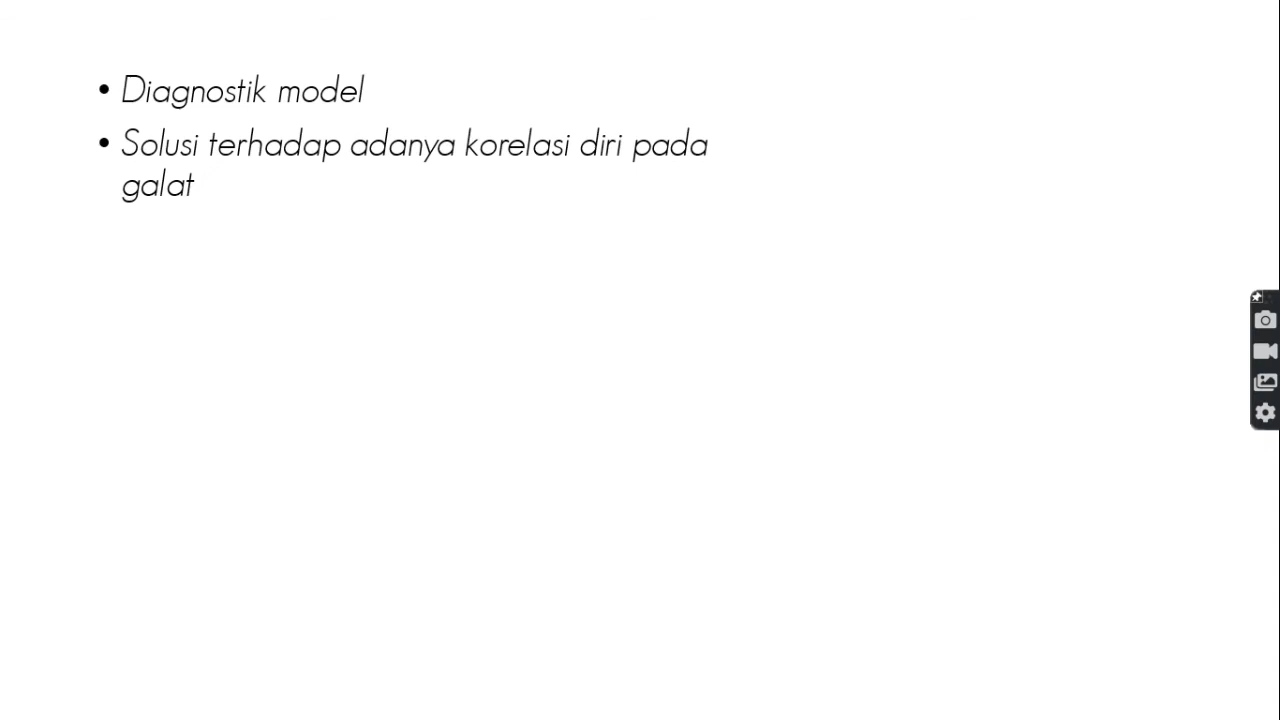 • Diagnostik model
• Solusi terhadap adanya korelasi diri pada
galat